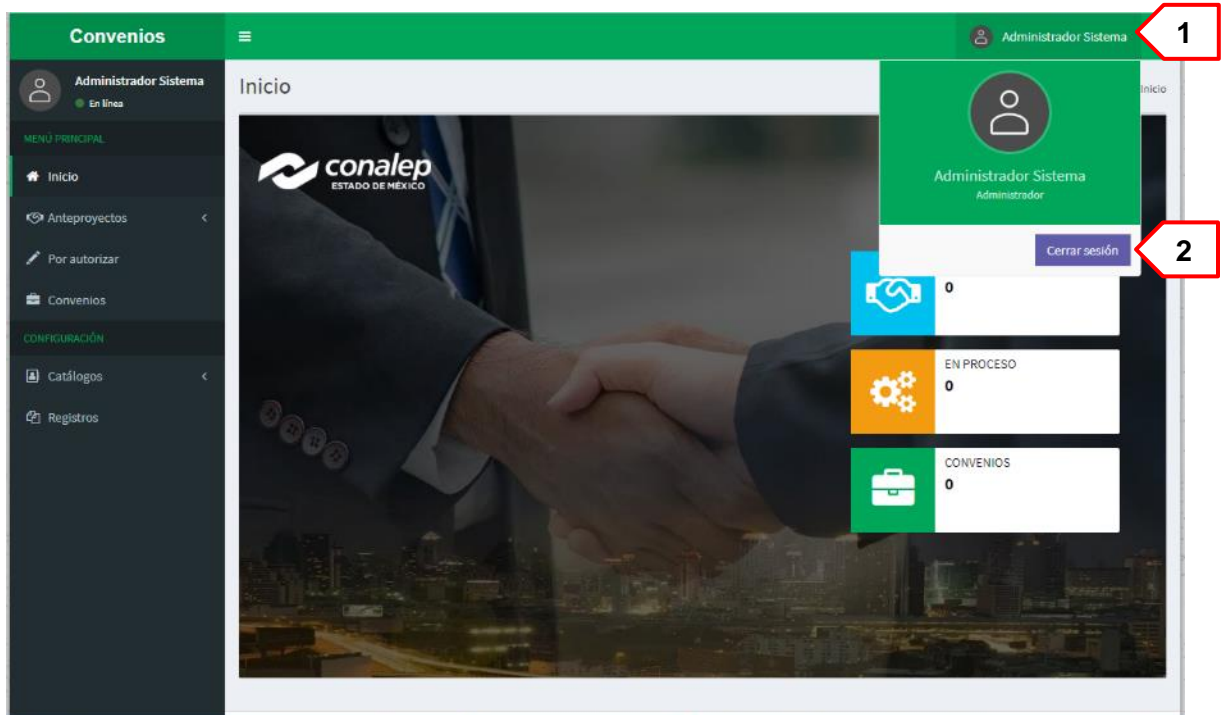 Convenios
Administrador Sistema
1
Administrador Sistema
En línea
Inicio
Inicio
MENÚ PRINCIPAL
Inicio
Anteproyectos
Por autorizar
Convenios
CONFIGURACIÓN
Catálogos
Registros
conalep
ESTADO DE MÉXICO
Administrador Sistema
Administrador
Cerrar sesión
2
0
EN PROCESO
0
CONVENIOS
0